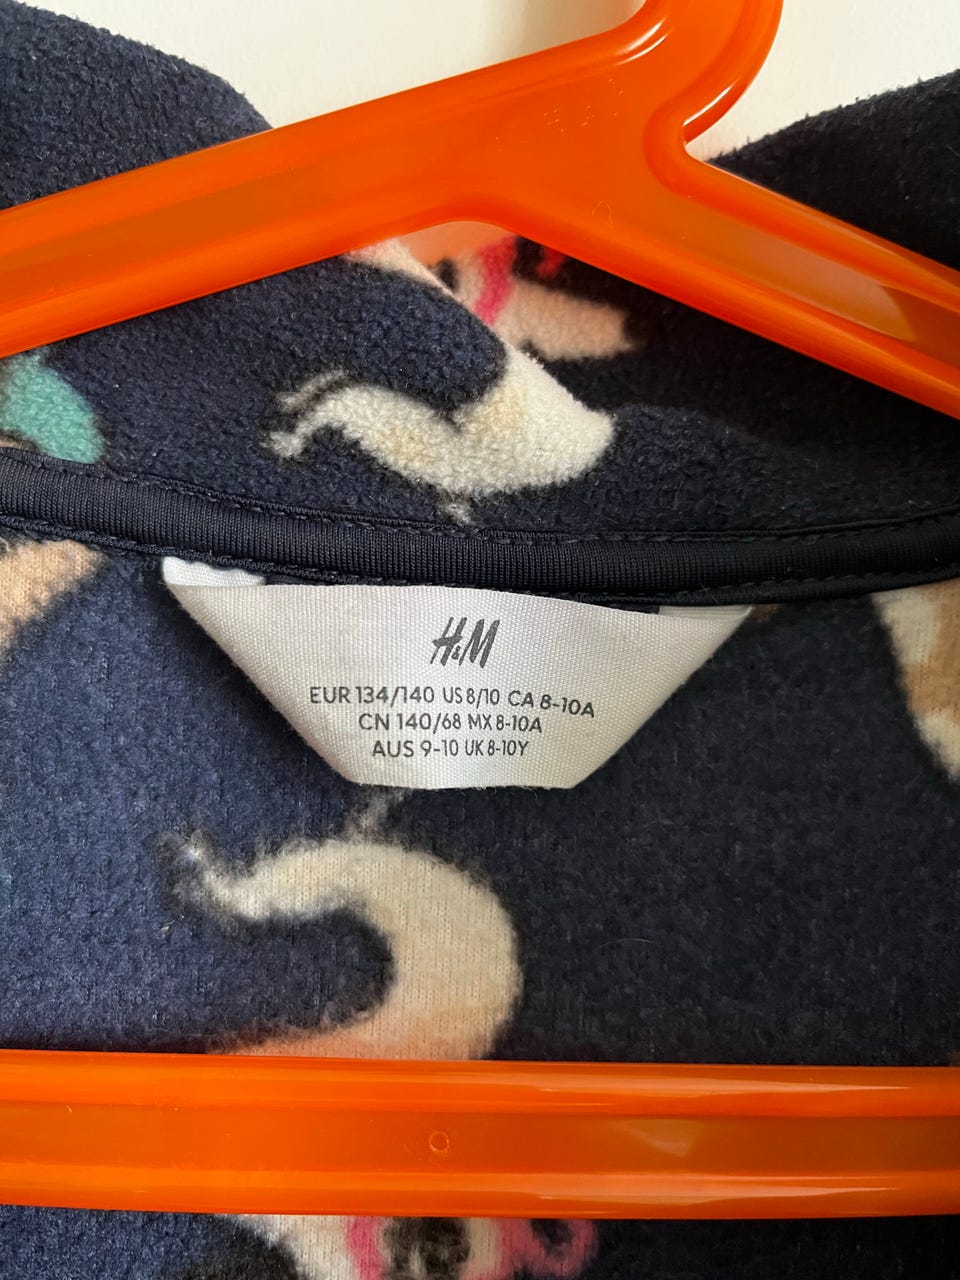 H&M
EUR 134/140 US 8/10 CA 8-10A
CN 140/68 MX 8-10A
AUS 9-10 UK 8-10Y